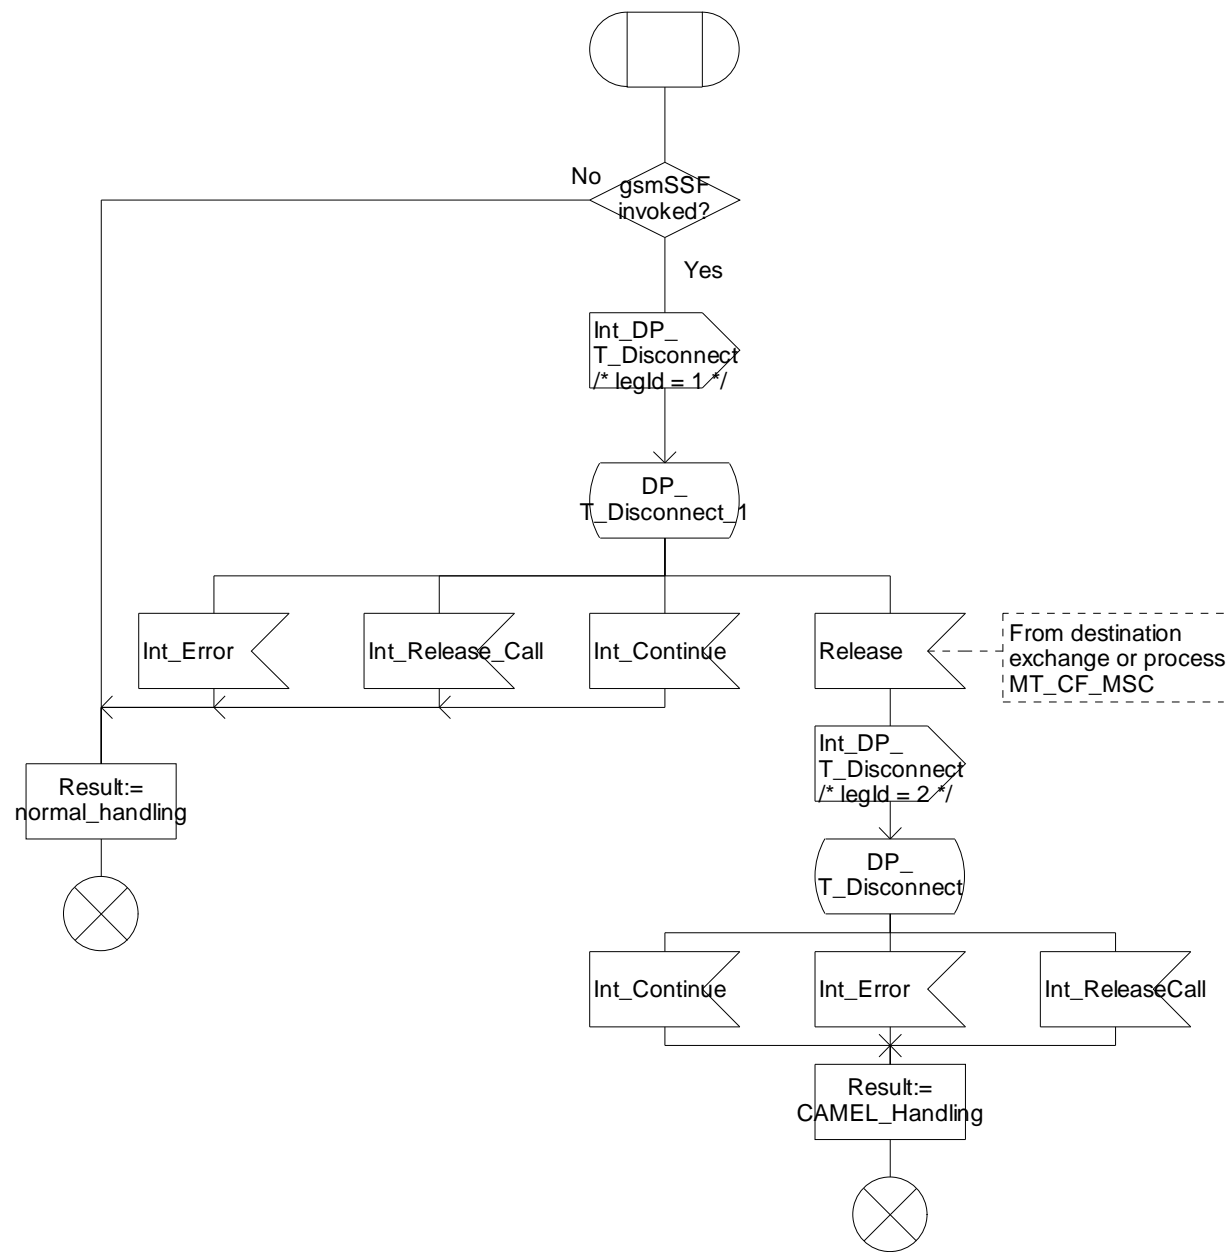 No
gsmSSF
invoked?
Yes
Int_DP_
T_Disconnect
/* legId = 1 */
DP_
T_Disconnect_1
Int_Error
Int_Release_Call
Int_Continue
Release
From destination
exchange or process
MT_CF_MSC
Int_DP_
T_Disconnect
/* legId = 2 */
Result:=
normal_handling
DP_
T_Disconnect
Int_Continue
Int_Error
Int_ReleaseCall
Result:=
CAMEL_Handling